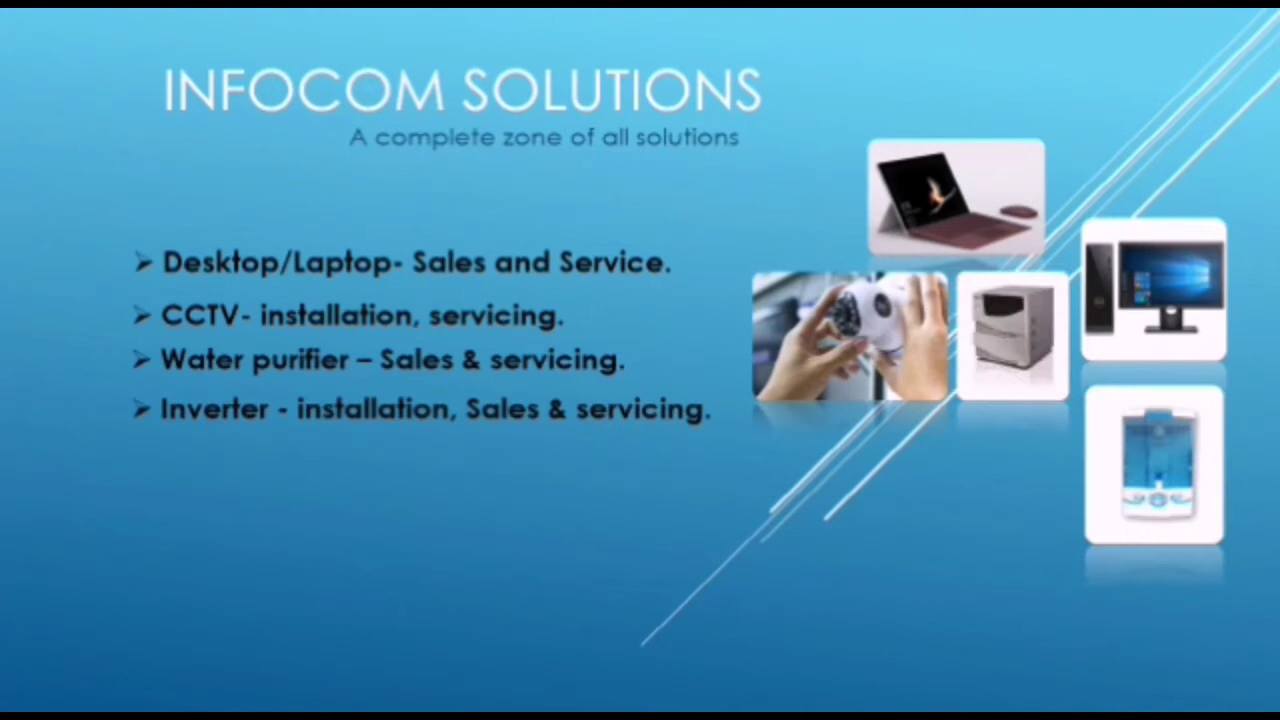 INFOCOM SOLUTIONS
A complete zone of all solutions
➢ Desktop/Laptop- Sales and Service.
➢ CCTV- installation, servicing.
➢ Water purifier – Sales & servicing.
➢ Inverter - installation, Sales & servicing.